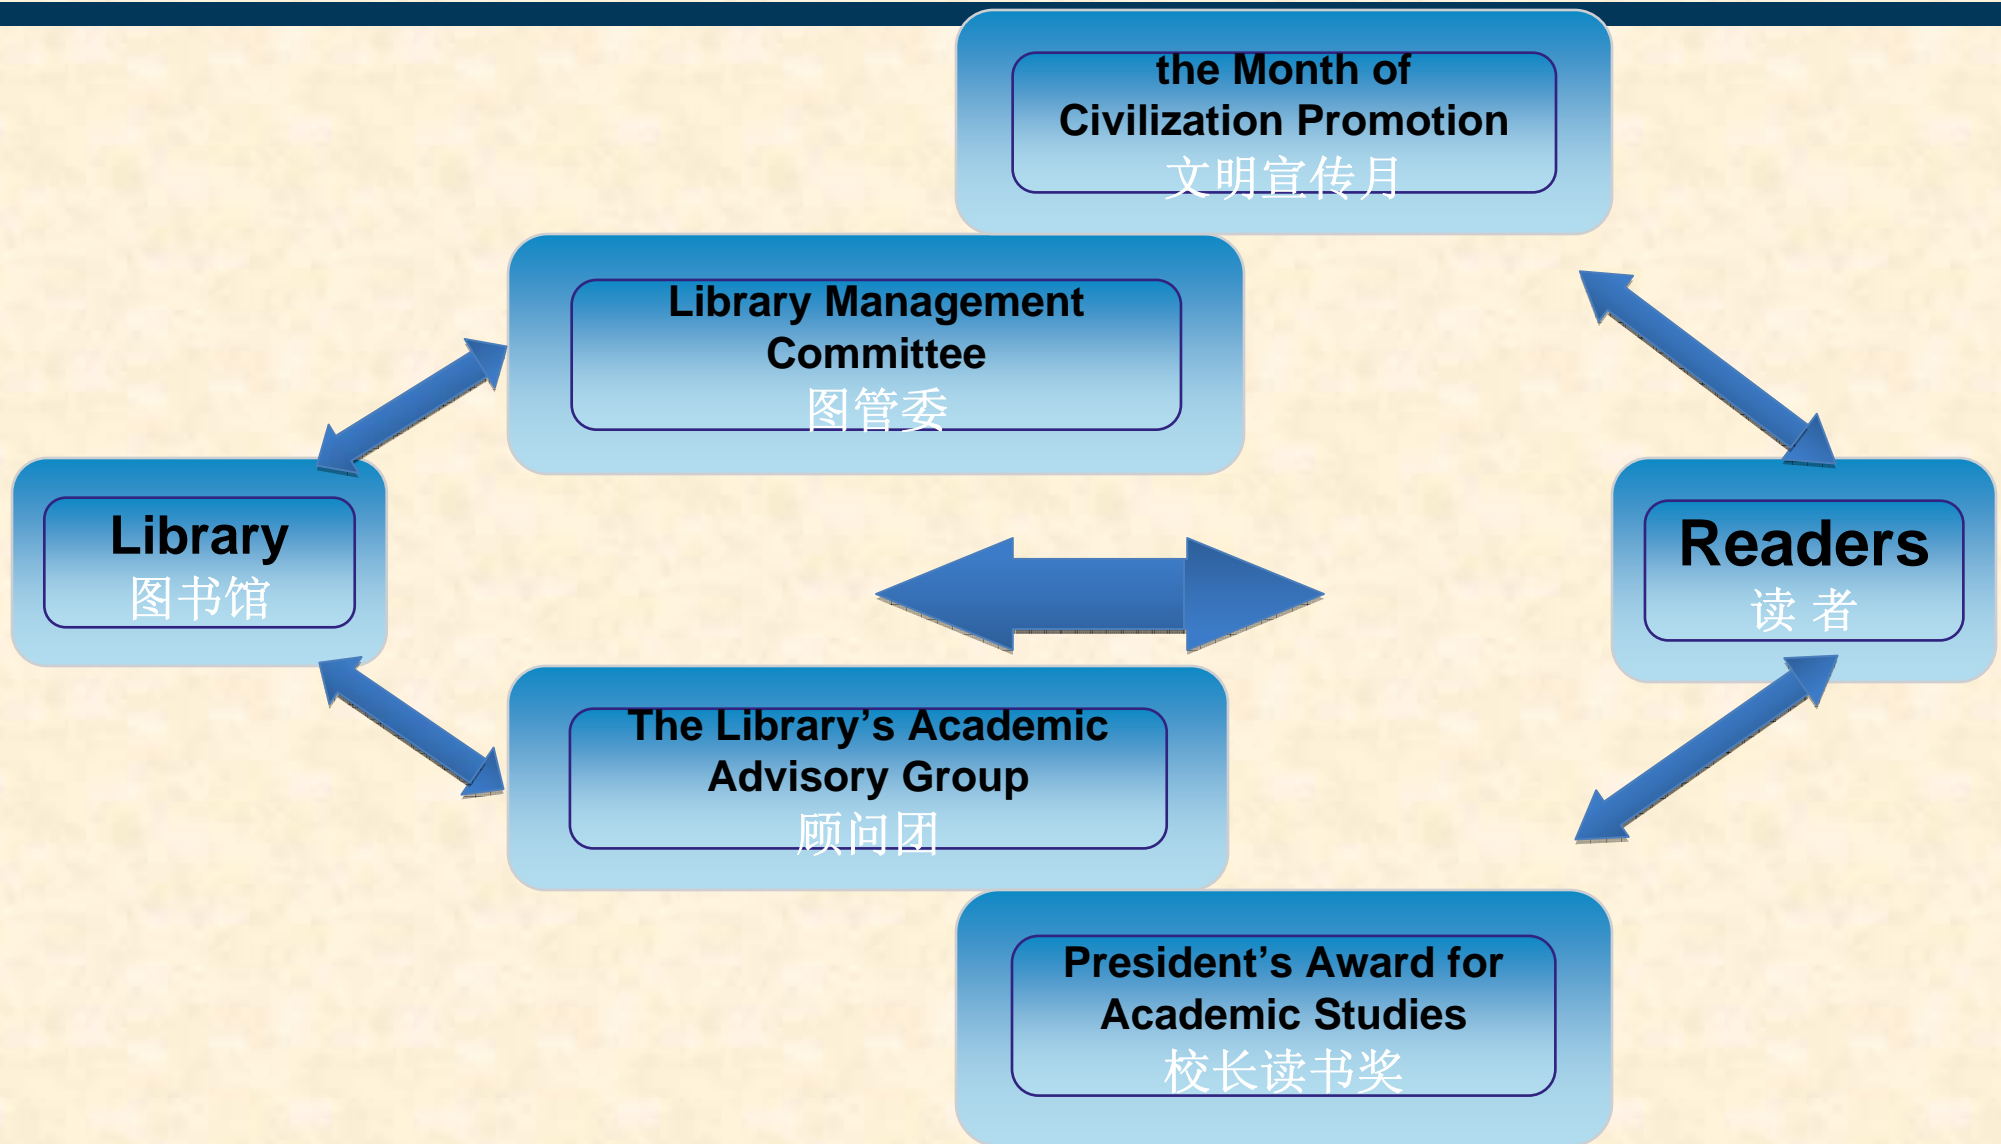 the Month of
Civilization Promotion
文明宣传月
Library Management
Committee
图管委
Library
图书馆
Readers
读 者
The Library’s Academic
Advisory Group
顾问团
President’s Award for
Academic Studies
校长读书奖